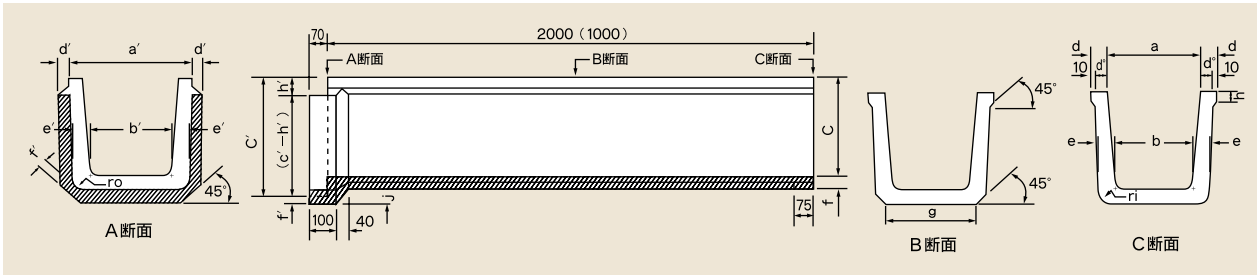 d′ a′ d′
e′ b′ e′
f′
ro
45°
A断面
70 2000（1000）
A断面 B断面 C断面
h′
C′
（c′－h′）
C
f′
100 40
j
75
f
45°
45°
g
B断面
d a d
10 d° d° 10
h
e b e
ri
C断面